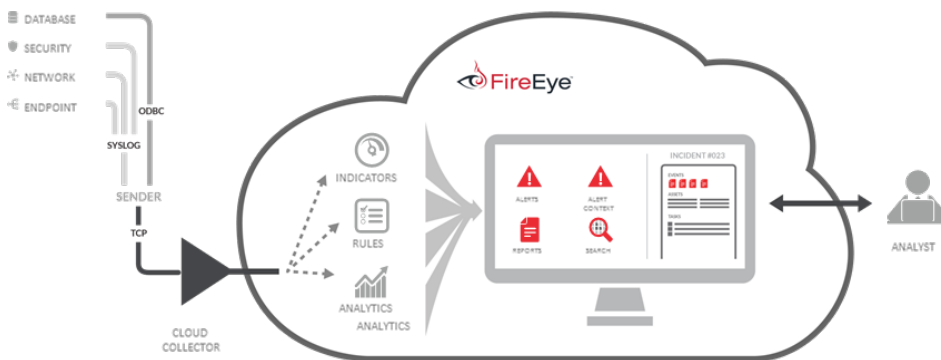 DATABASE
SECURITY
NETWORK
ENDPOINT
ODBC
SYSLOG
SENDER
TCP
CLOUD
COLLECTOR
FireEye
INDICATORS
RULES
ANALYTICS
ANALYTICS
ALERTS
ALERT
CONTEXT
REPORTS
SEARCH
INCIDENT #023
EVENTS
ASSETS
TASKS
ANALYST